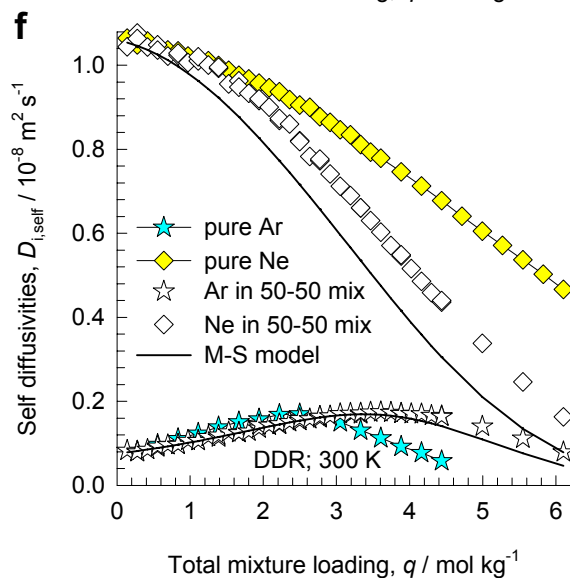 f
Self diffusivities, D_i,self / 10⁻⁸ m² s⁻¹
1.0
0.8
0.6
0.4
0.2
0.0
pure Ar
pure Ne
Ar in 50-50 mix
Ne in 50-50 mix
M-S model
DDR; 300 K
0 1 2 3 4 5 6
Total mixture loading, q / mol kg⁻¹